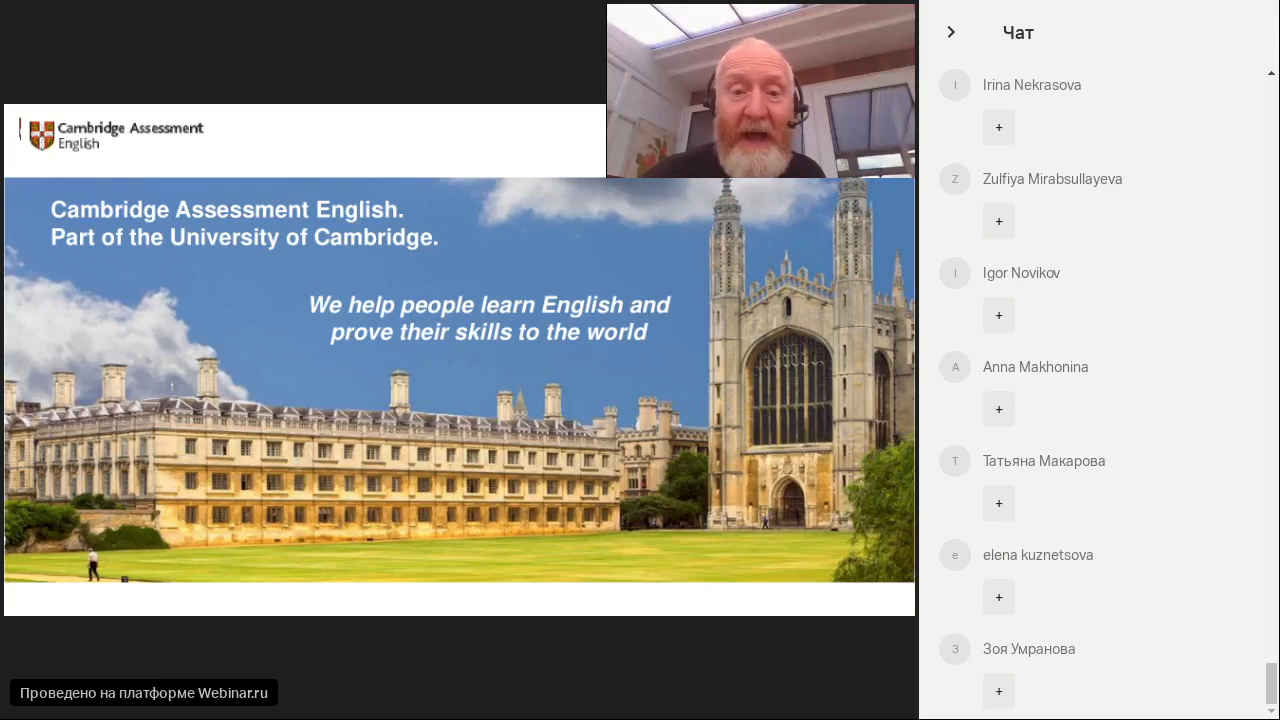 Cambridge Assessment
English
Cambridge Assessment English.
Part of the University of Cambridge.
We help people learn English and
prove their skills to the world
Проведено на платформе Webinar.ru
Чат
I
Irina Nekrasova
+
Z
Zulfiya Mirabsullayeva
+
I
Igor Novikov
+
A
Anna Makhonina
+
Т
Татьяна Макарова
+
e
elena kuznetsova
+
З
Зоя Умранова
+